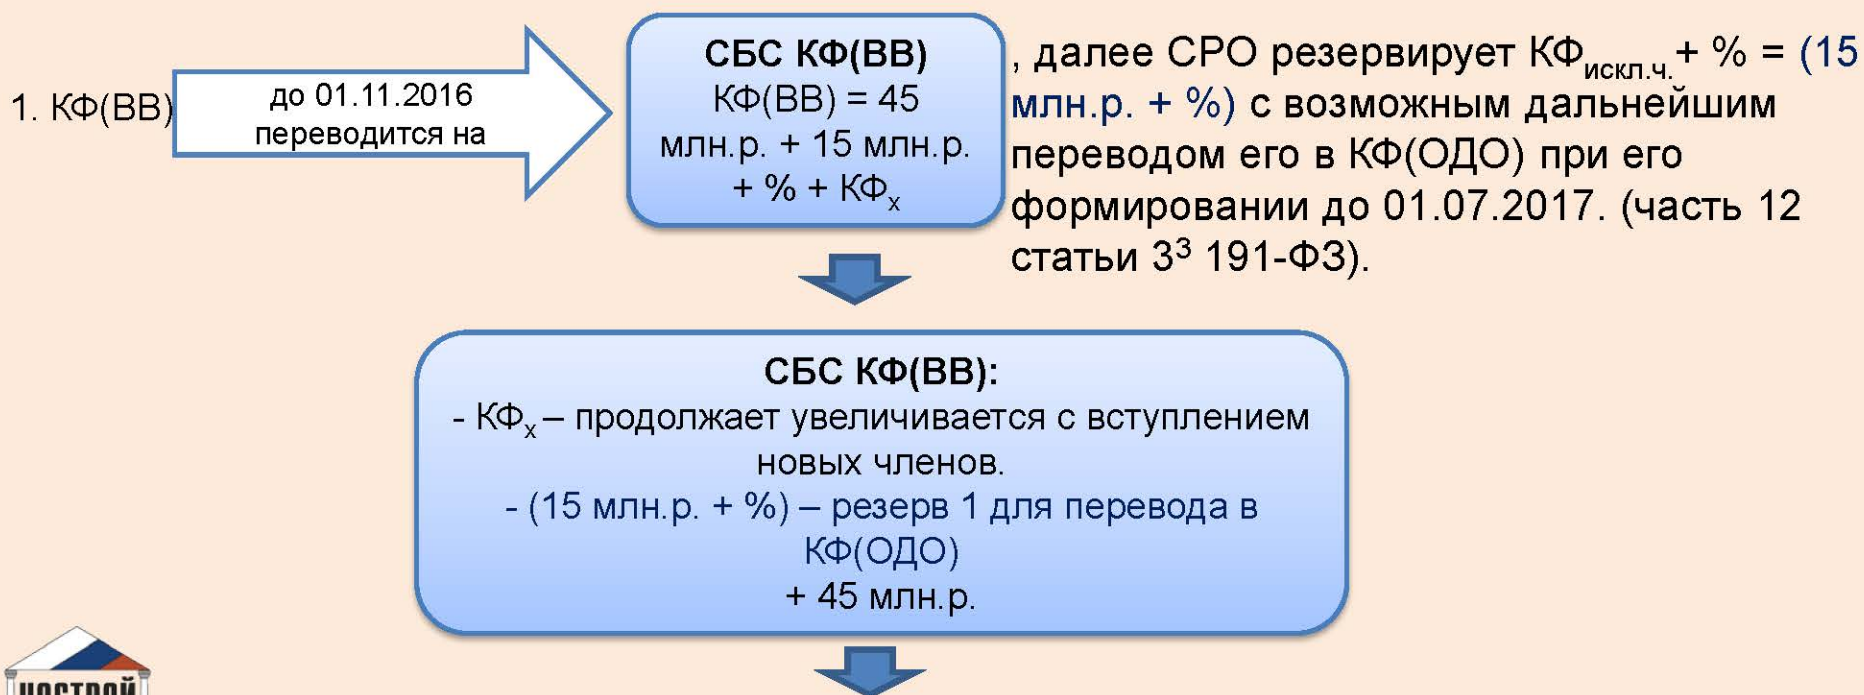 1. КФ(ВВ)
до 01.11.2016
переводится на
СБС КФ(ВВ)
КФ(ВВ) = 45
млн.р. + 15 млн.р.
+ % + КФх
, далее СРО резервирует КФискл.ч.+ % = (15
млн.р. + %) с возможным дальнейшим
переводом его в КФ(ОДО) при его
формировании до 01.07.2017. (часть 12
статьи 3³ 191-ФЗ).
СБС КФ(ВВ):
- КФх – продолжает увеличивается с вступлением
новых членов.
- (15 млн.р. + %) – резерв 1 для перевода в
КФ(ОДО)
+ 45 млн.р.
НОСТРОЙ